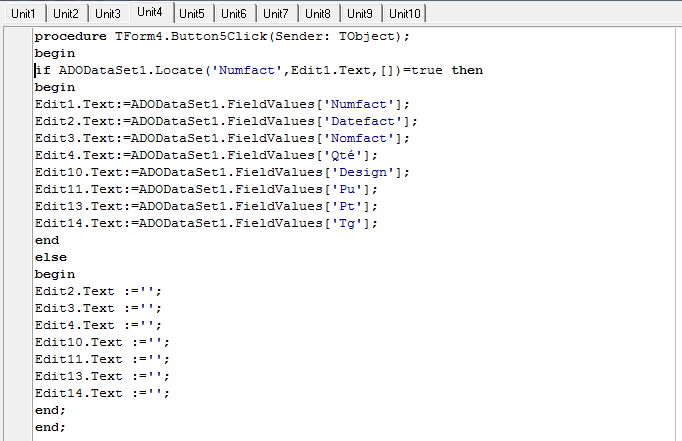 Unit1 Unit2 Unit3 Unit4 Unit5 Unit6 Unit7 Unit8 Unit9 Unit10
procedure TForm4.Button5Click(Sender: TObject);
begin
if ADODataSet1.Locate('Numfact',Edit1.Text,[])=true then
begin
Edit1.Text:=ADODataSet1.FieldValues['Numfact'];
Edit2.Text:=ADODataSet1.FieldValues['Datefact'];
Edit3.Text:=ADODataSet1.FieldValues['Nomfact'];
Edit4.Text:=ADODataSet1.FieldValues['Qté'];
Edit10.Text:=ADODataSet1.FieldValues['Design'];
Edit11.Text:=ADODataSet1.FieldValues['Pu'];
Edit13.Text:=ADODataSet1.FieldValues['Pt'];
Edit14.Text:=ADODataSet1.FieldValues['Tg'];
end
else
begin
Edit2.Text :='';
Edit3.Text :='';
Edit4.Text :='';
Edit10.Text :='';
Edit11.Text :='';
Edit13.Text :='';
Edit14.Text :='';
end;
end;